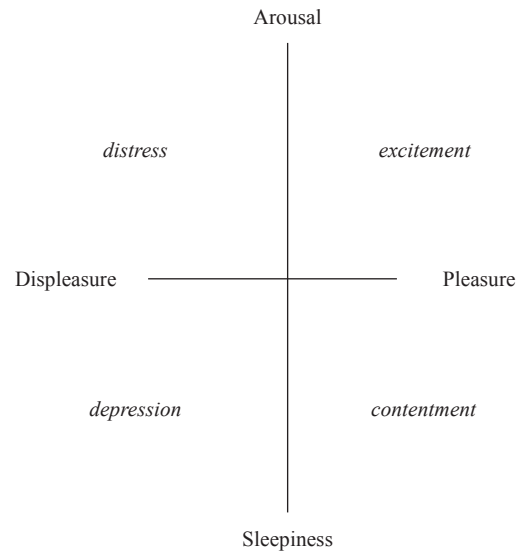 Arousal
distress
excitement
Displeasure
Pleasure
depression
contentment
Sleepiness